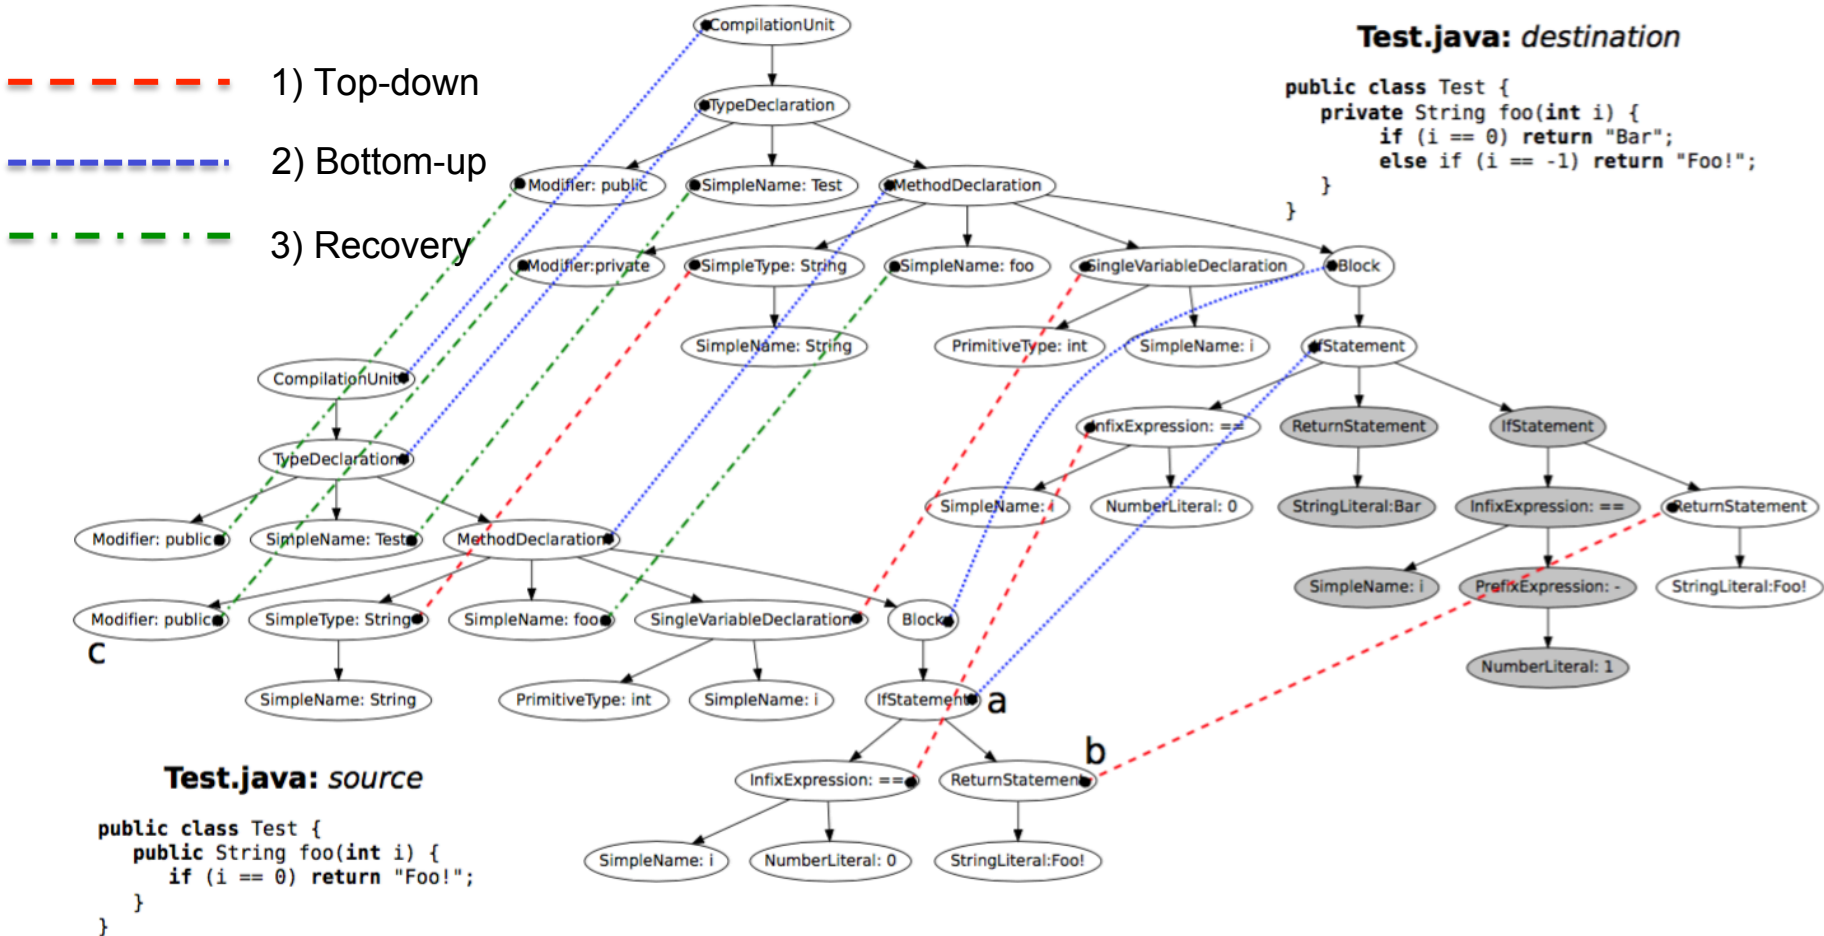 CompilationUnit
Test.java: destination
1) Top-down
public class Test {
TypeDeclaration
private String foo(int i) {
if (i == 0) return "Bar";
2) Bottom-up
else if (i == -1) return "Foo!";
Modifier: public
SimpleName: Test
MethodDeclaration
}
}
3) Recovery
Modifier:private
SimpleType: String
SimpleName: foo
SingleVariableDeclaration
Block
SimpleName: String
PrimitiveType: int
SimpleName: i
IfStatement
CompilationUnit
InfixExpression: ==
ReturnStatement
IfStatement
TypeDeclaration
SimpleName: i
NumberLiteral: 0
StringLiteral:Bar
InfixExpression: ==
ReturnStatement
Modifier: public
SimpleName: Test
MethodDeclaration
SimpleName: i
PrefixExpression: -
StringLiteral:Foo!
Modifier: public
SimpleType: String
SimpleName: foo
SingleVariableDeclaration
Block
c
NumberLiteral: 1
SimpleName: String
PrimitiveType: int
SimpleName: i
IfStatement
a
b
Test.java: source
InfixExpression: ==
ReturnStatement
public class Test {
public String foo(int i) {
SimpleName: i
NumberLiteral: 0
StringLiteral:Foo!
if (i == 0) return "Foo!";
}
}